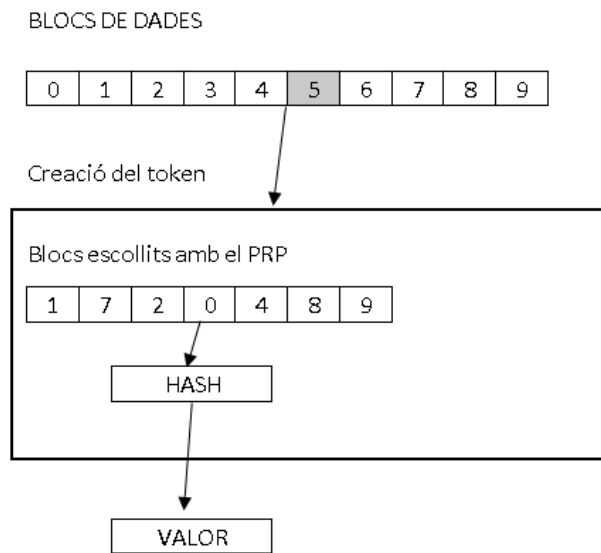 BLOCS DE DADES
0 1 2 3 4 5 6 7 8 9
Creació del token
Blocs escollits amb el PRP
1 7 2 0 4 8 9
HASH
VALOR